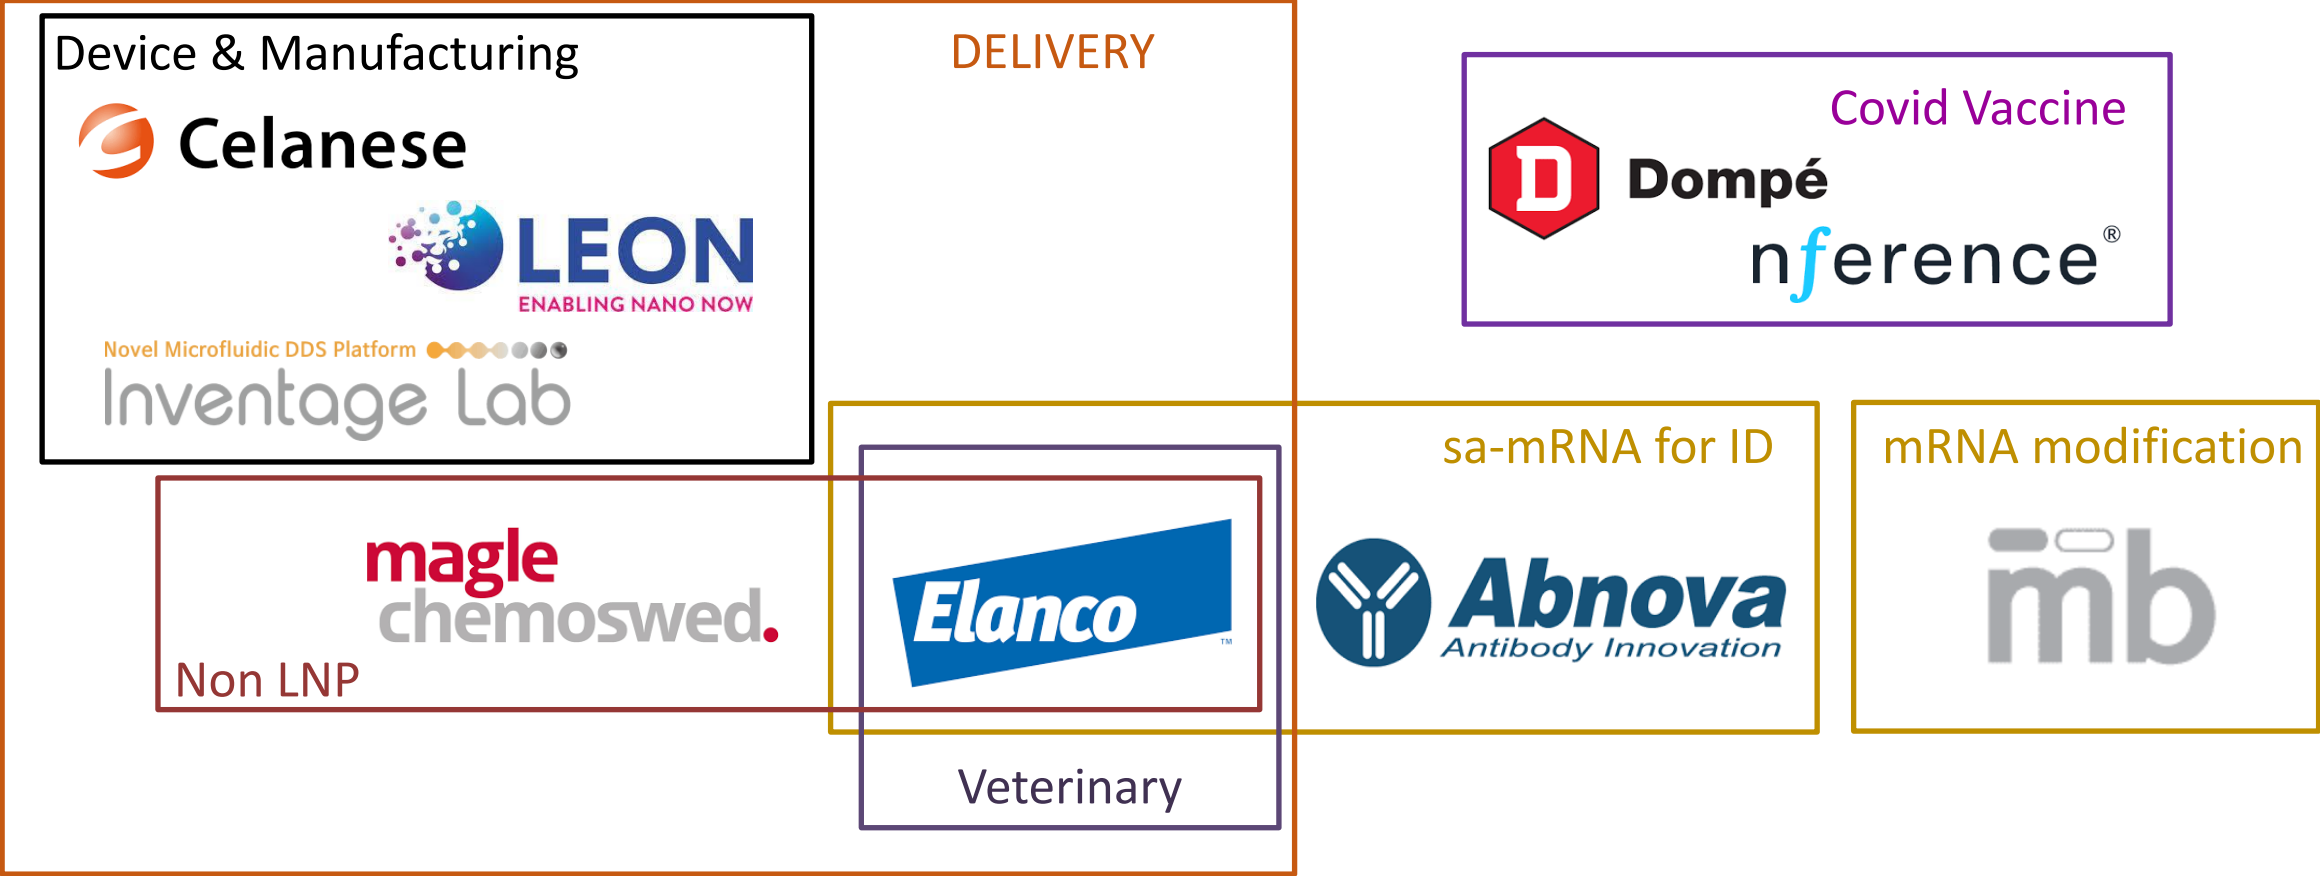 Device & Manufacturing
DELIVERY
Celanese
LEON
ENABLING NANO NOW
Novel Microfluidic DDS Platform
Inventage Lab
Covid Vaccine
D
Dompé
nference®
sa-mRNA for ID
mRNA modification
magle
chemoswed.
Non LNP
Elanco
TM
Abnova
Antibody Innovation
mb
Veterinary